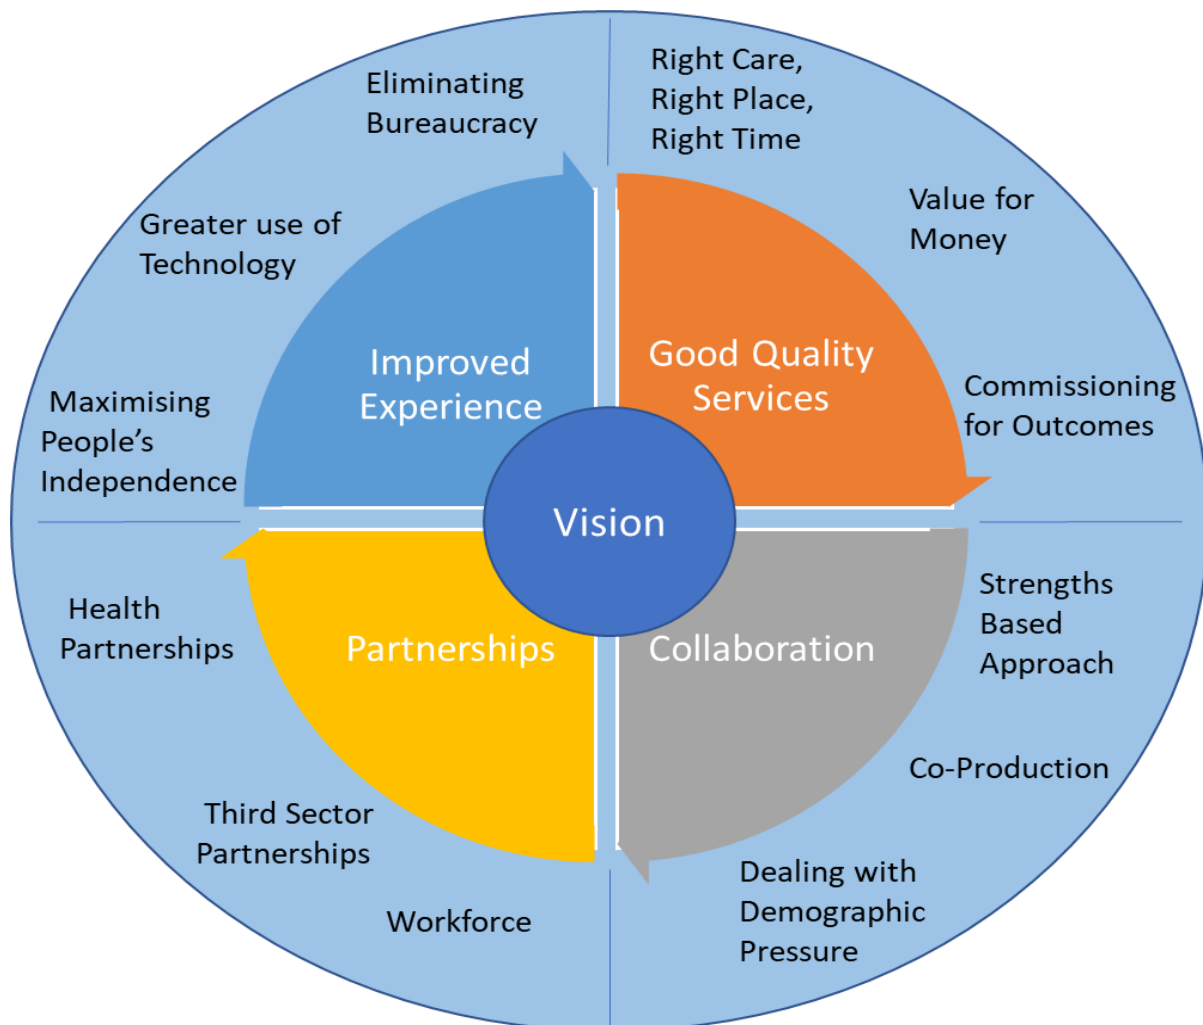 Eliminating
Bureaucracy
Right Care,
Right Place,
Right Time
Greater use of
Technology
Value for
Money
Improved
Experience
Good Quality
Services
Maximising
People’s
Independence
Commissioning
for Outcomes
Vision
Health
Partnerships
Partnerships
Collaboration
Strengths
Based
Approach
Third Sector
Partnerships
Co-Production
Workforce
Dealing with
Demographic
Pressure